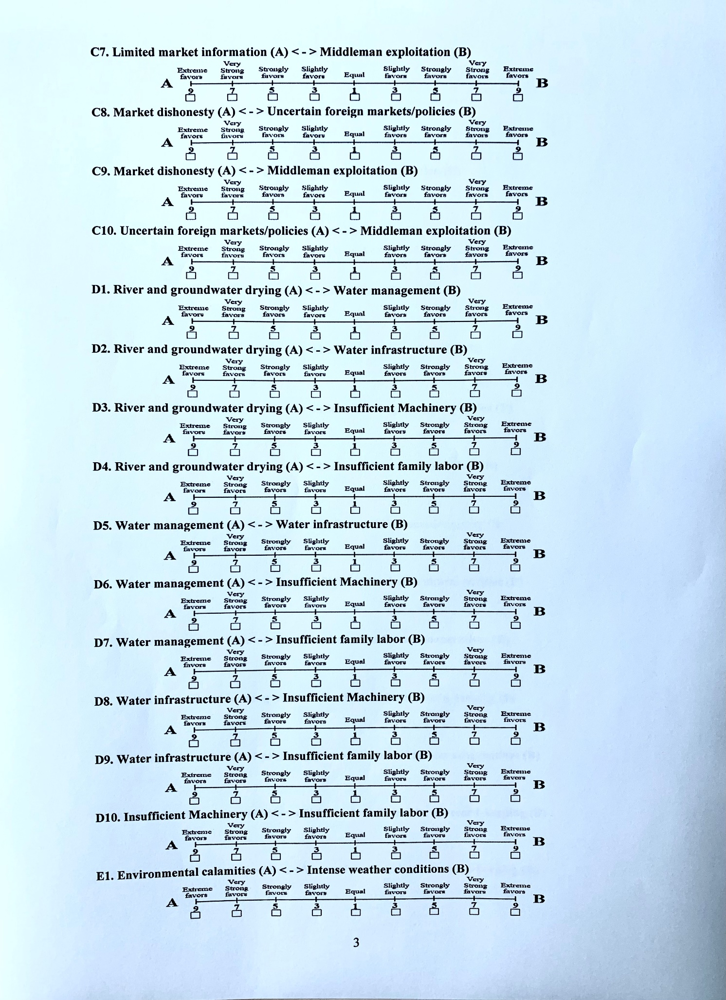 C7. Limited market information (A) < - > Middleman exploitation (B)
Extreme favors Very Strong favors Strongly favors Slightly favors Equal Slightly favors Strongly favors Very Strong favors Extreme favors
A B
9 7 5 3 1 3 5 7 9
C8. Market dishonesty (A) < - > Uncertain foreign markets/policies (B)
Extreme favors Very Strong favors Strongly favors Slightly favors Equal Slightly favors Strongly favors Very Strong favors Extreme favors
A B
9 7 5 3 1 3 5 7 9
C9. Market dishonesty (A) < - > Middleman exploitation (B)
Extreme favors Very Strong favors Strongly favors Slightly favors Equal Slightly favors Strongly favors Very Strong favors Extreme favors
A B
9 7 5 3 1 3 5 7 9
C10. Uncertain foreign markets/policies (A) < - > Middleman exploitation (B)
Extreme favors Very Strong favors Strongly favors Slightly favors Equal Slightly favors Strongly favors Very Strong favors Extreme favors
A B
9 7 5 3 1 3 5 7 9
D1. River and groundwater drying (A) < - > Water management (B)
Extreme favors Very Strong favors Strongly favors Slightly favors Equal Slightly favors Strongly favors Very Strong favors Extreme favors
A B
9 7 5 3 1 3 5 7 9
D2. River and groundwater drying (A) < - > Water infrastructure (B)
Extreme favors Very Strong favors Strongly favors Slightly favors Equal Slightly favors Strongly favors Very Strong favors Extreme favors
A B
9 7 5 3 1 3 5 7 9
D3. River and groundwater drying (A) < - > Insufficient Machinery (B)
Extreme favors Very Strong favors Strongly favors Slightly favors Equal Slightly favors Strongly favors Very Strong favors Extreme favors
A B
9 7 5 3 1 3 5 7 9
D4. River and groundwater drying (A) < - > Insufficient family labor (B)
Extreme favors Very Strong favors Strongly favors Slightly favors Equal Slightly favors Strongly favors Very Strong favors Extreme favors
A B
9 7 5 3 1 3 5 7 9
D5. Water management (A) < - > Water infrastructure (B)
Extreme favors Very Strong favors Strongly favors Slightly favors Equal Slightly favors Strongly favors Very Strong favors Extreme favors
A B
9 7 5 3 1 3 5 7 9
D6. Water management (A) < - > Insufficient Machinery (B)
Extreme favors Very Strong favors Strongly favors Slightly favors Equal Slightly favors Strongly favors Very Strong favors Extreme favors
A B
9 7 5 3 1 3 5 7 9
D7. Water management (A) < - > Insufficient family labor (B)
Extreme favors Very Strong favors Strongly favors Slightly favors Equal Slightly favors Strongly favors Very Strong favors Extreme favors
A B
9 7 5 3 1 3 5 7 9
D8. Water infrastructure (A) < - > Insufficient Machinery (B)
Extreme favors Very Strong favors Strongly favors Slightly favors Equal Slightly favors Strongly favors Very Strong favors Extreme favors
A B
9 7 5 3 1 3 5 7 9
D9. Water infrastructure (A) < - > Insufficient family labor (B)
Extreme favors Very Strong favors Strongly favors Slightly favors Equal Slightly favors Strongly favors Very Strong favors Extreme favors
A B
9 7 5 3 1 3 5 7 9
D10. Insufficient Machinery (A) < - > Insufficient family labor (B)
Extreme favors Very Strong favors Strongly favors Slightly favors Equal Slightly favors Strongly favors Very Strong favors Extreme favors
A B
9 7 5 3 1 3 5 7 9
E1. Environmental calamities (A) < - > Intense weather conditions (B)
Extreme favors Very Strong favors Strongly favors Slightly favors Equal Slightly favors Strongly favors Very Strong favors Extreme favors
A B
9 7 5 3 1 3 5 7 9
3